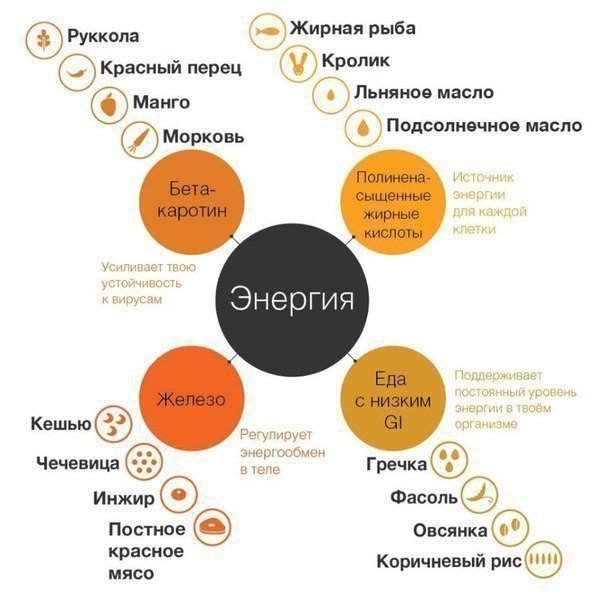 Руккола
Красный перец
Манго
Морковь
Жирная рыба
Кролик
Льняное масло
Подсолнечное масло
Бета-
каротин
Усиливает твою
устойчивость
к вирусам
Полинена-
сыщенные
жирные
кислоты
Источник
энергии
для каждой
клетки
Энергия
Железо
Регулирует
энергообмен
в теле
Еда
с низким
GI
Поддерживает
постоянный уровень
энергии в твоём
организме
Кешью
Чечевица
Инжир
Постное
красное
мясо
Гречка
Фасоль
Овсянка
Коричневый рис